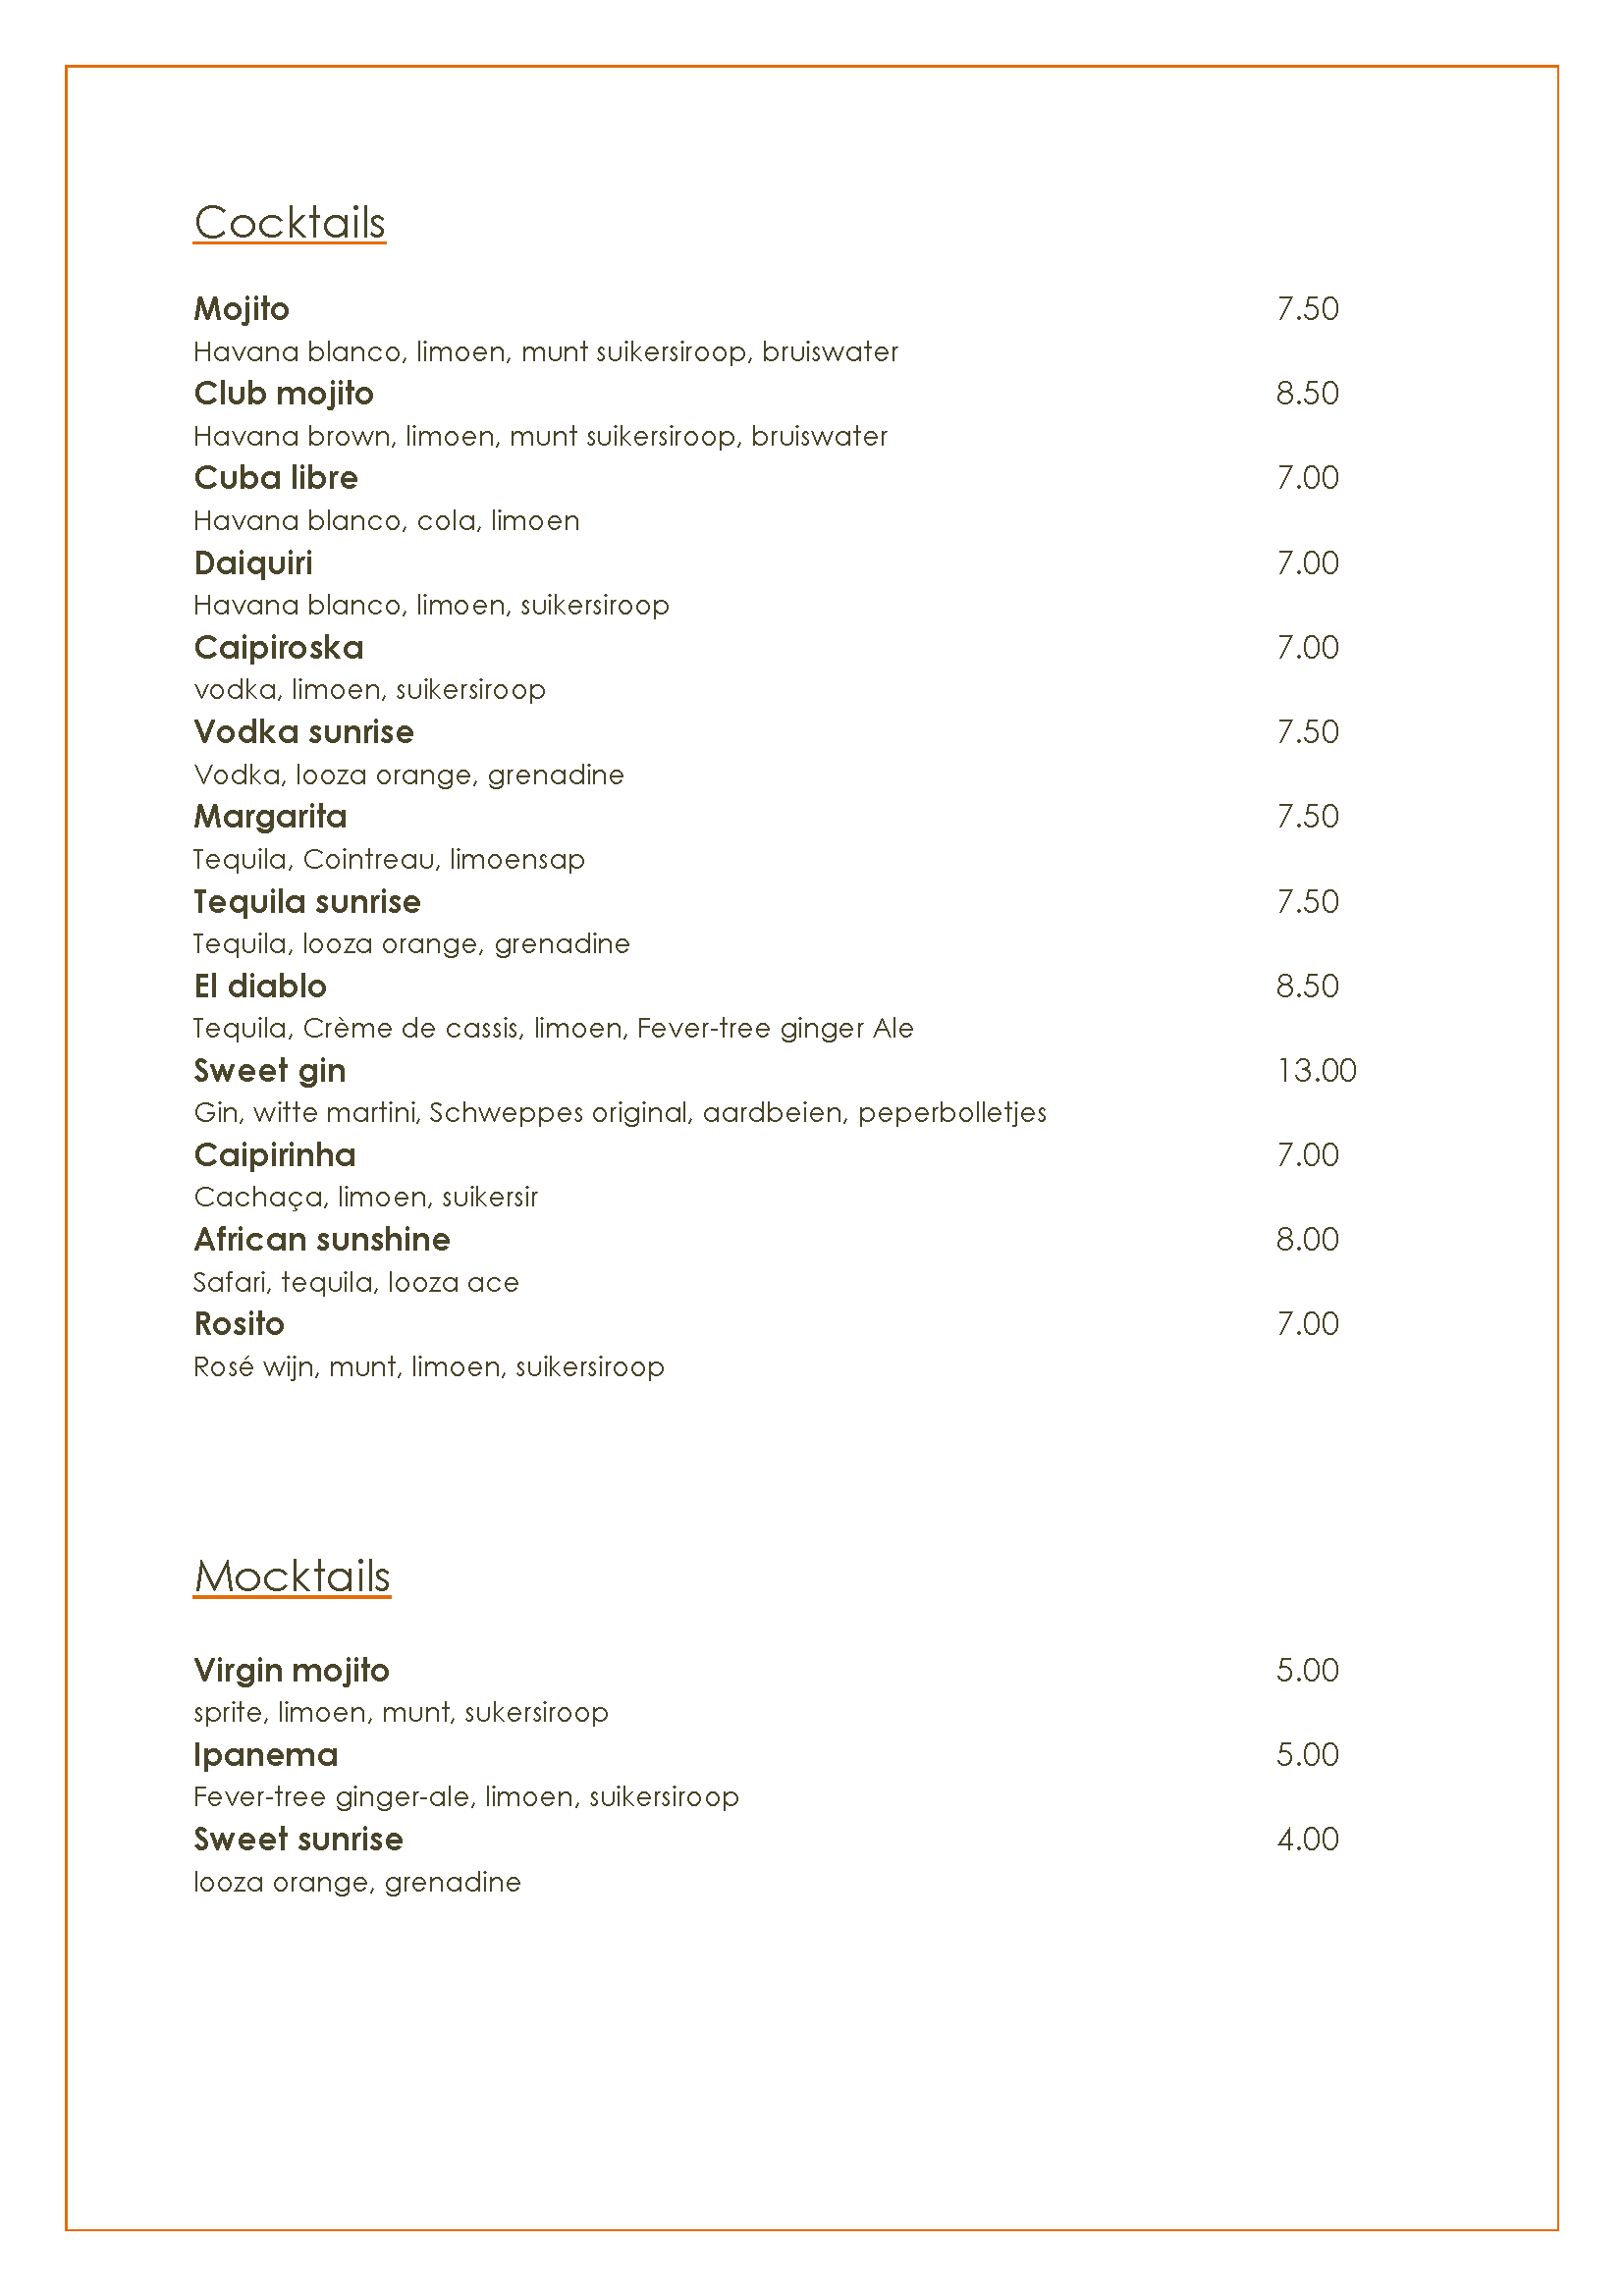 Cocktails
Mojito 7.50
Havana blanco, limoen, munt suikersiroop, bruiswater
Club mojito 8.50
Havana brown, limoen, munt suikersiroop, bruiswater
Cuba libre 7.00
Havana blanco, cola, limoen
Daiquiri 7.00
Havana blanco, limoen, suikersiroop
Caipiroska 7.00
vodka, limoen, suikersiroop
Vodka sunrise 7.50
Vodka, looza orange, grenadine
Margarita 7.50
Tequila, Cointreau, limoensap
Tequila sunrise 7.50
Tequila, looza orange, grenadine
El diablo 8.50
Tequila, Crème de cassis, limoen, Fever-tree ginger Ale
Sweet gin 13.00
Gin, witte martini, Schweppes original, aardbeien, peperbolletjes
Caipirinha 7.00
Cachaça, limoen, suikersir
African sunshine 8.00
Safari, tequila, looza ace
Rosito 7.00
Rosé wijn, munt, limoen, suikersiroop
Mocktails
Virgin mojito 5.00
sprite, limoen, munt, sukersiroop
Ipanema 5.00
Fever-tree ginger-ale, limoen, suikersiroop
Sweet sunrise 4.00
looza orange, grenadine